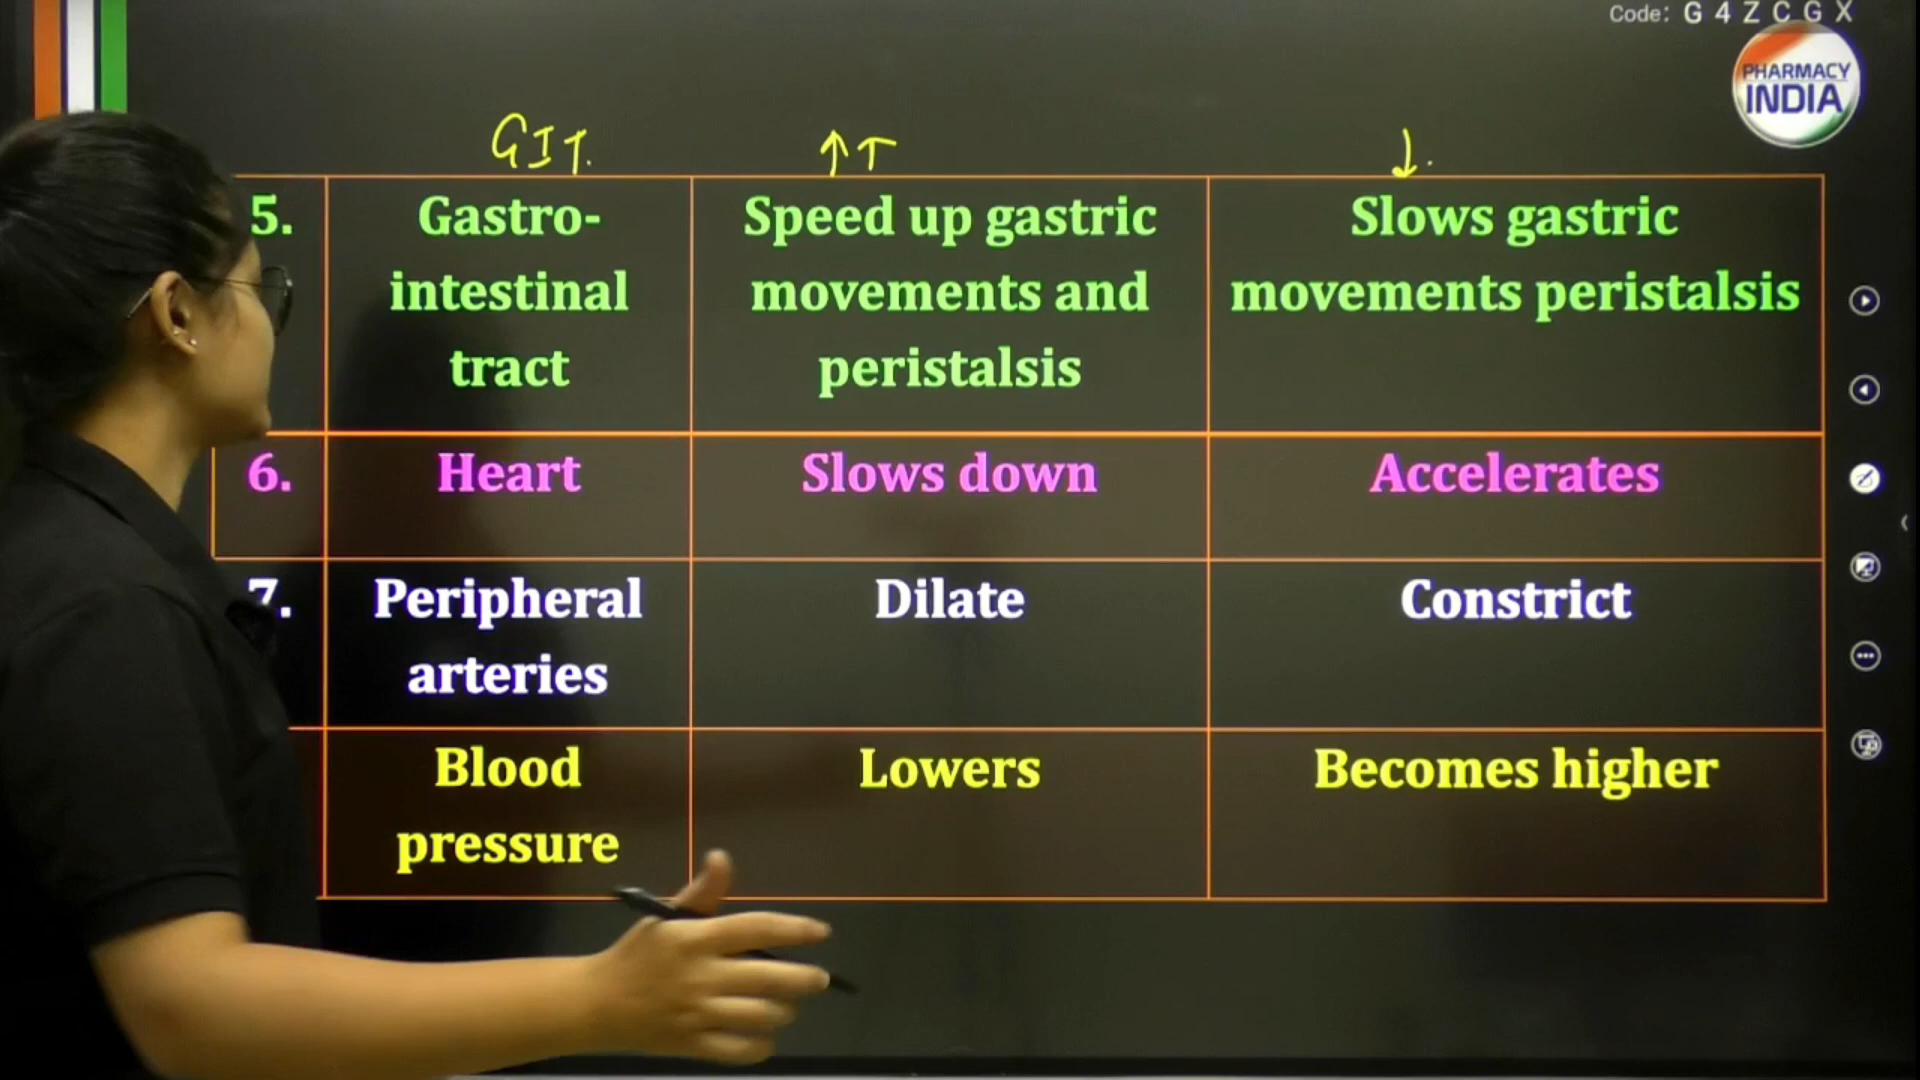 Code: G 4 Z C G X
PHARMACY
INDIA
GIT. ↑↑ ↓.
5. Gastro- Speed up gastric Slows gastric
intestinal movements and movements peristalsis
tract peristalsis
6. Heart Slows down Accelerates
7. Peripheral Dilate Constrict
arteries
Blood Lowers Becomes higher
pressure